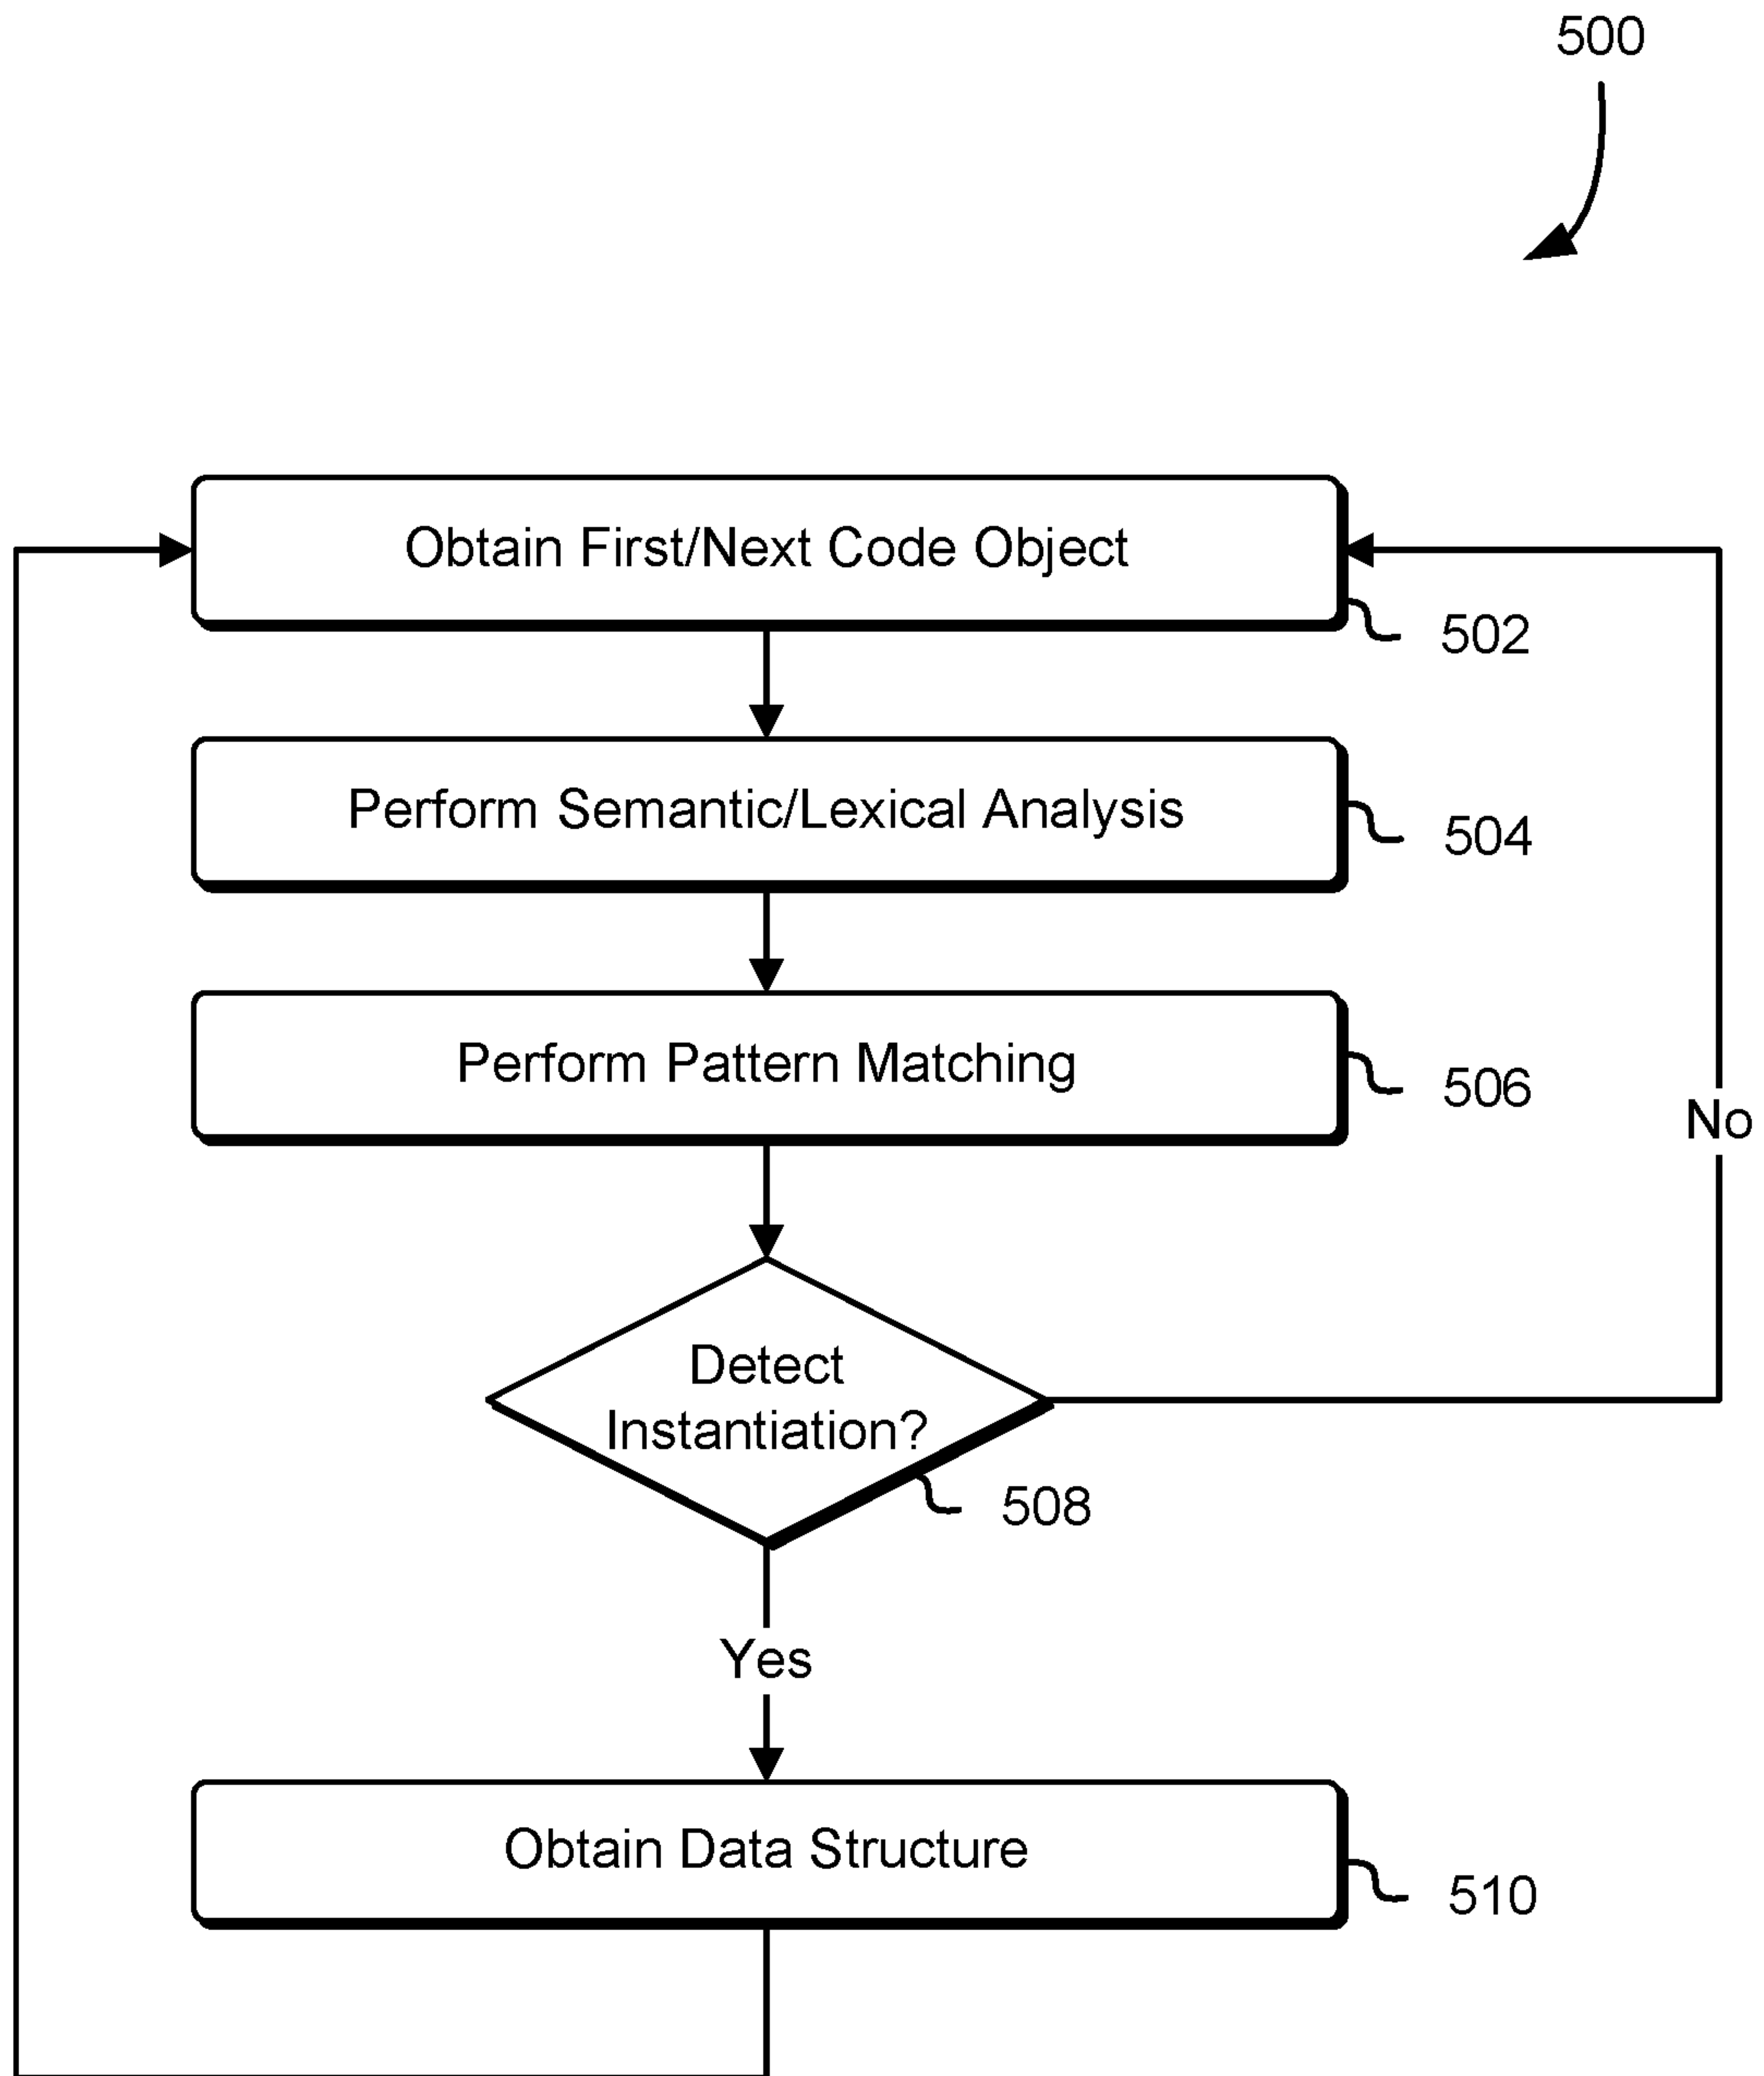 500
Obtain First/Next Code Object
502
Perform Semantic/Lexical Analysis
504
Perform Pattern Matching
506
No
Detect
Instantiation?
508
Yes
Obtain Data Structure
510